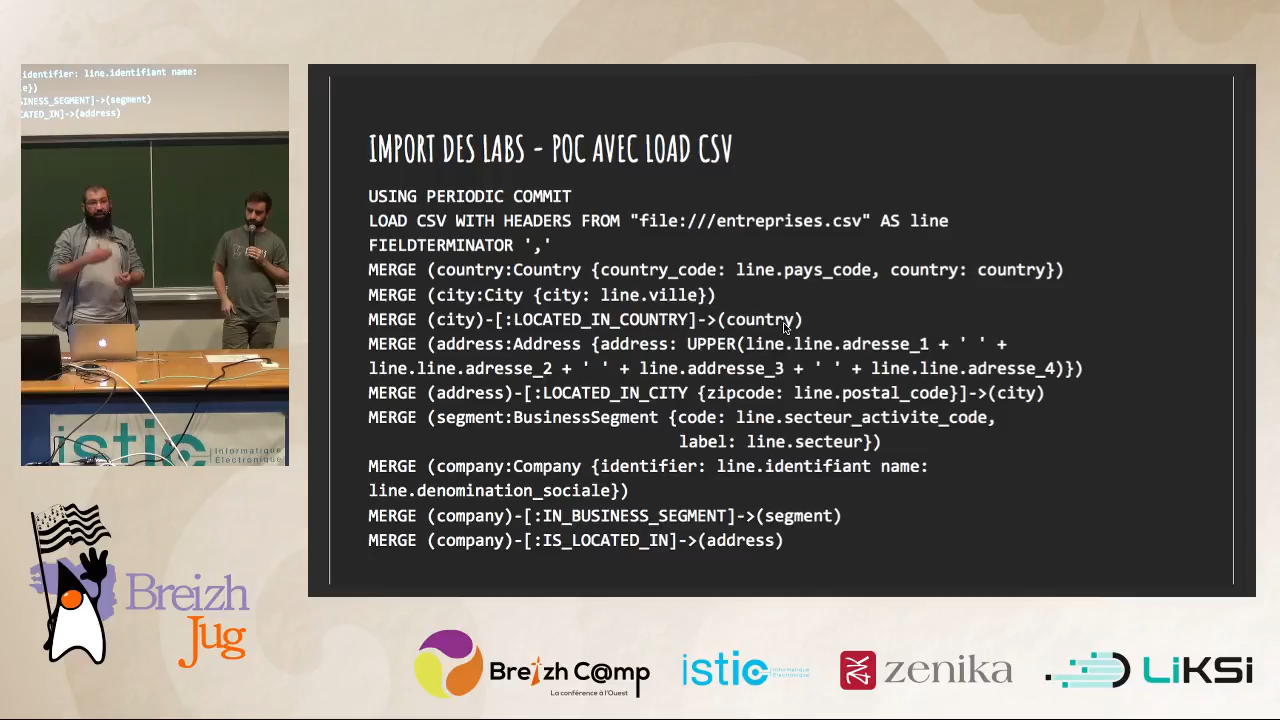 identifier: line.identifiant name:
e})
SINESS_SEGMENT]->(segment)
CATED_IN]->(address)
IMPORT DES LABS - POC AVEC LOAD CSV
USING PERIODIC COMMIT
LOAD CSV WITH HEADERS FROM "file:///entreprises.csv" AS line
FIELDTERMINATOR ','
MERGE (country:Country {country_code: line.pays_code, country: country})
MERGE (city:City {city: line.ville})
MERGE (city)-[:LOCATED_IN_COUNTRY]->(country)
MERGE (address:Address {address: UPPER(line.line.adresse_1 + ' ' +
line.line.adresse_2 + ' ' + line.addresse_3 + ' ' + line.line.adresse_4)})
MERGE (address)-[:LOCATED_IN_CITY {zipcode: line.postal_code}]->(city)
MERGE (segment:BusinessSegment {code: line.secteur_activite_code,
label: line.secteur})
MERGE (company:Company {identifier: line.identifiant name:
line.denomination_sociale})
MERGE (company)-[:IN_BUSINESS_SEGMENT]->(segment)
MERGE (company)-[:IS_LOCATED_IN]->(address)
istic
Informatique
Électronique
Breizh
Jug
Breizh C@mp
La conférence à l'Ouest
istic
Informatique
Électronique
zenika
LiKSi